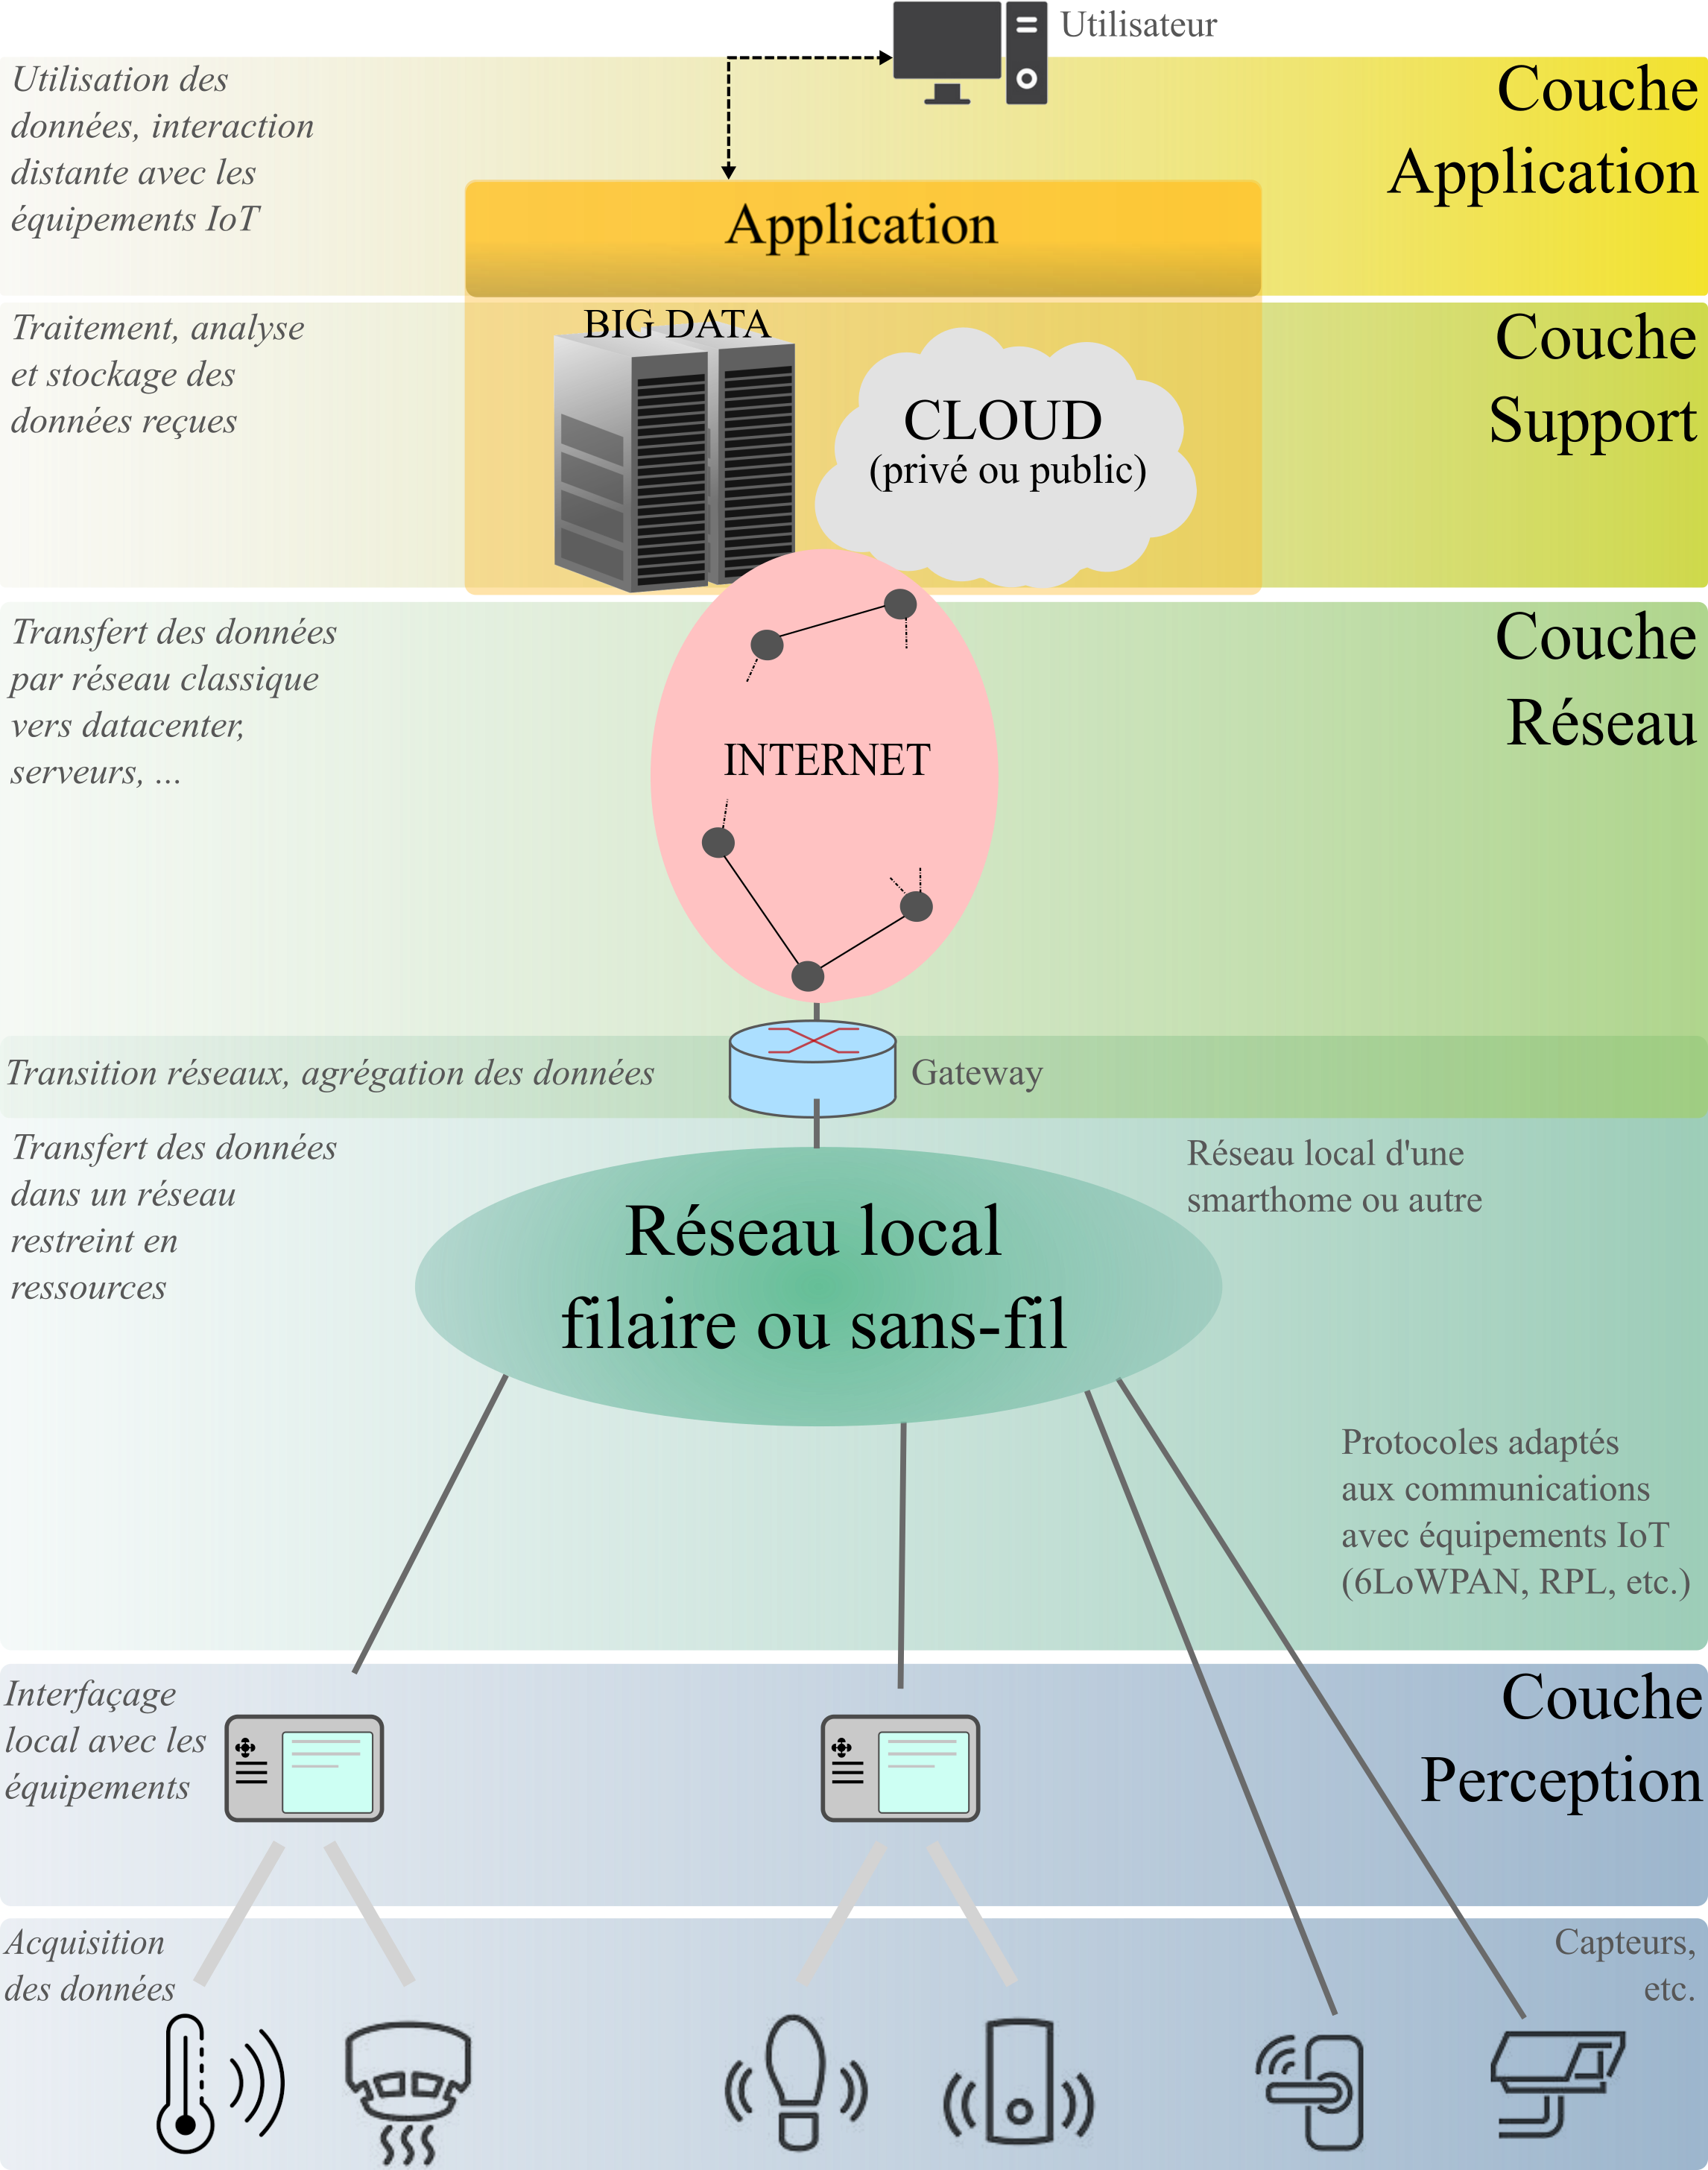 Utilisateur
Utilisation des
données, interaction
distante avec les
équipements IoT
Couche
Application
Application
Traitement, analyse
et stockage des
données reçues
BIG DATA
CLOUD
(privé ou public)
Couche
Support
Transfert des données
par réseau classique
vers datacenter,
serveurs, ...
INTERNET
Couche
Réseau
Transition réseaux, agrégation des données
Gateway
Transfert des données
dans un réseau
restreint en
ressources
Réseau local
filaire ou sans-fil
Réseau local d'une
smarthome ou autre
Protocoles adaptés
aux communications
avec équipements IoT
(6LoWPAN, RPL, etc.)
Interfaçage
local avec les
équipements
Couche
Perception
Acquisition
des données
Capteurs,
etc.